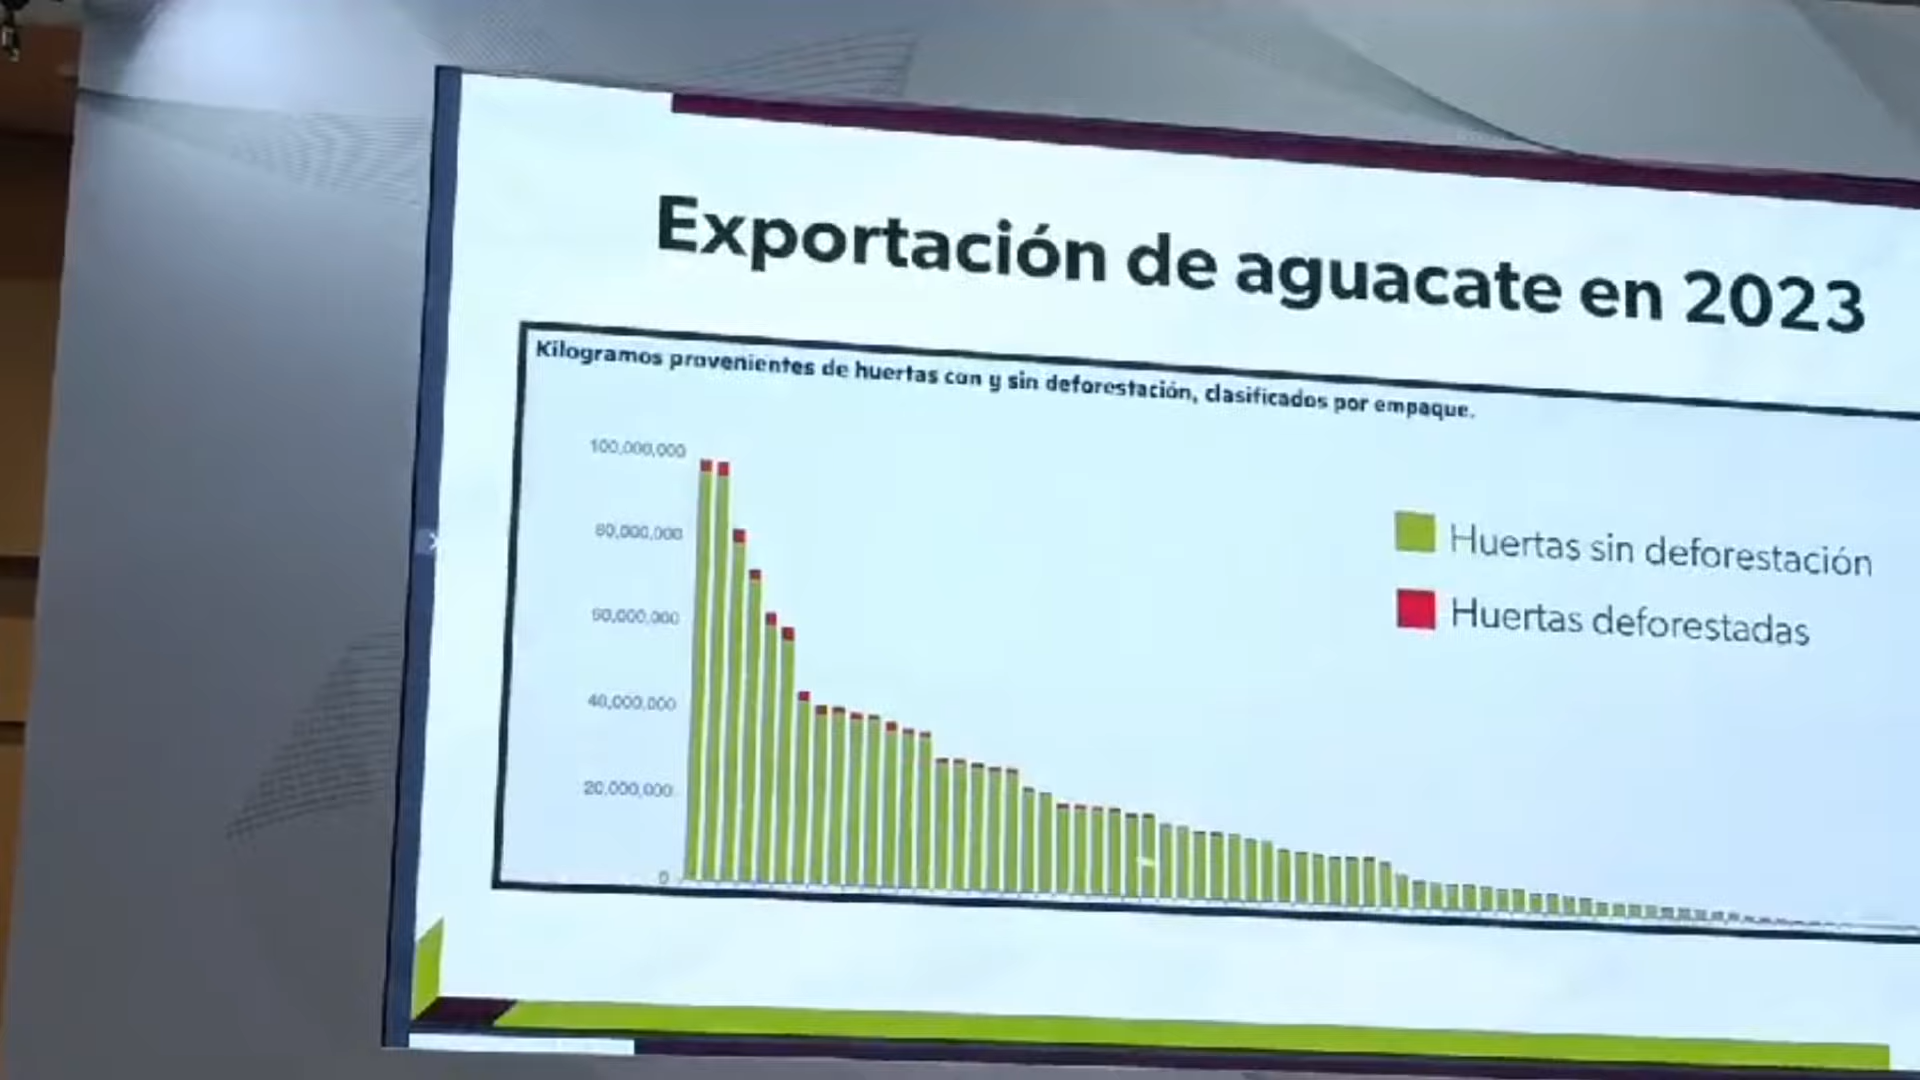 Exportación de aguacate en 2023
Kilogramos provenientes de huertas con y sin deforestación, clasificados por empaque.
100,000,000
80,000,000
60,000,000
40,000,000
20,000,000
0
Huertas sin deforestación
Huertas deforestadas